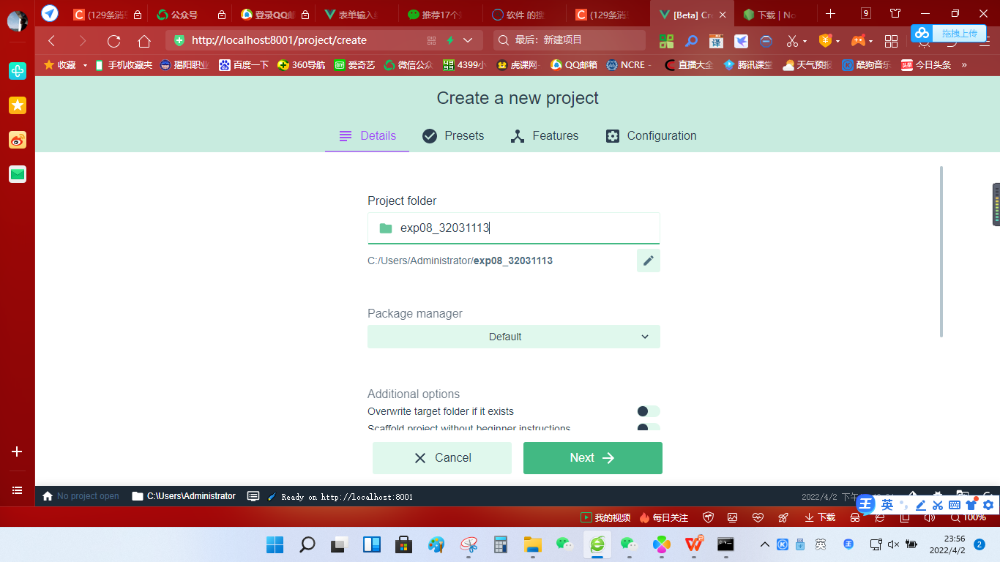 (129条消
公众号
登录QQ邮
表单输入
推荐17个
软件 的搜
(129条消
[Beta] Cr
下载 | No
9
http://localhost:8001/project/create
最后：新建项目
拖拽上传
收藏
手机收藏夹
揭阳职业
百度一下
360导航
爱奇艺
微信公众
4399小
虎课网
QQ邮箱
NCRE -
直播大全
腾讯课堂
天气预报
酷狗音乐
今日头条
»
Create a new project
Details
Presets
Features
Configuration
Project folder
exp08_32031113
C:/Users/Administrator/exp08_32031113
Package manager
Default
Additional options
Overwrite target folder if it exists
Scaffold project without beginner instructions
Cancel
Next
No project open
C:\Users\Administrator
Ready on http://localhost:8001
2022/4/2 下午
英
我的视频
每日关注
下载
100%
英
23:56
2022/4/2
2